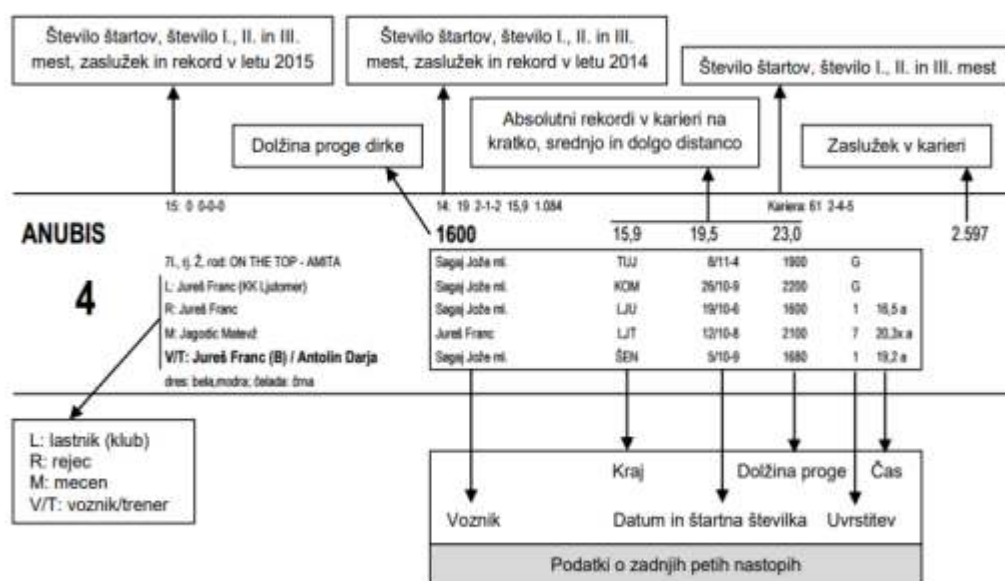 Število štartov, število I., II. in III.
mest, zaslužek in rekord v letu 2015
Število štartov, število I., II. in III.
mest, zaslužek in rekord v letu 2014
Število štartov, število I., II. in III. mest
Dolžina proge dirke
Absolutni rekordi v karieri na
kratko, srednjo in dolgo distanco
Zaslužek v karieri
15: 0 0-0-0
14: 19 2-1-2 15,9 1.084
Kariera: 61 2-4-5
ANUBIS
1600 15,9 19,5 23,0 2.597
4
7l., rj. Ž, rod: ON THE TOP - AMITA
L: Jureš Franc (KK Ljutomer)
R: Jureš Franc
M: Jagodic Matevž
V/T: Jureš Franc (B) / Antolin Darja
dres: bela,modra; čelada: črna
Sagaj Jože ml. TUJ 8/11-4 1900 G
Sagaj Jože ml. KOM 26/10-9 2200 G
Sagaj Jože ml. LJU 19/10-6 1600 1 16,5 a
Jureš Franc LJT 12/10-8 2100 7 20,3x a
Sagaj Jože ml. ŠEN 5/10-9 1680 1 19,2 a
L: lastnik (klub)
R: rejec
M: mecen
V/T: voznik/trener
Kraj Dolžina proge Čas
Voznik Datum in štartna številka Uvrstitev
Podatki o zadnjih petih nastopih